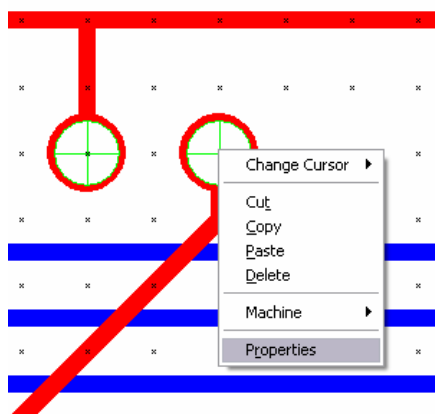 Change Cursor
Cut
Copy
Paste
Delete
Machine
Properties